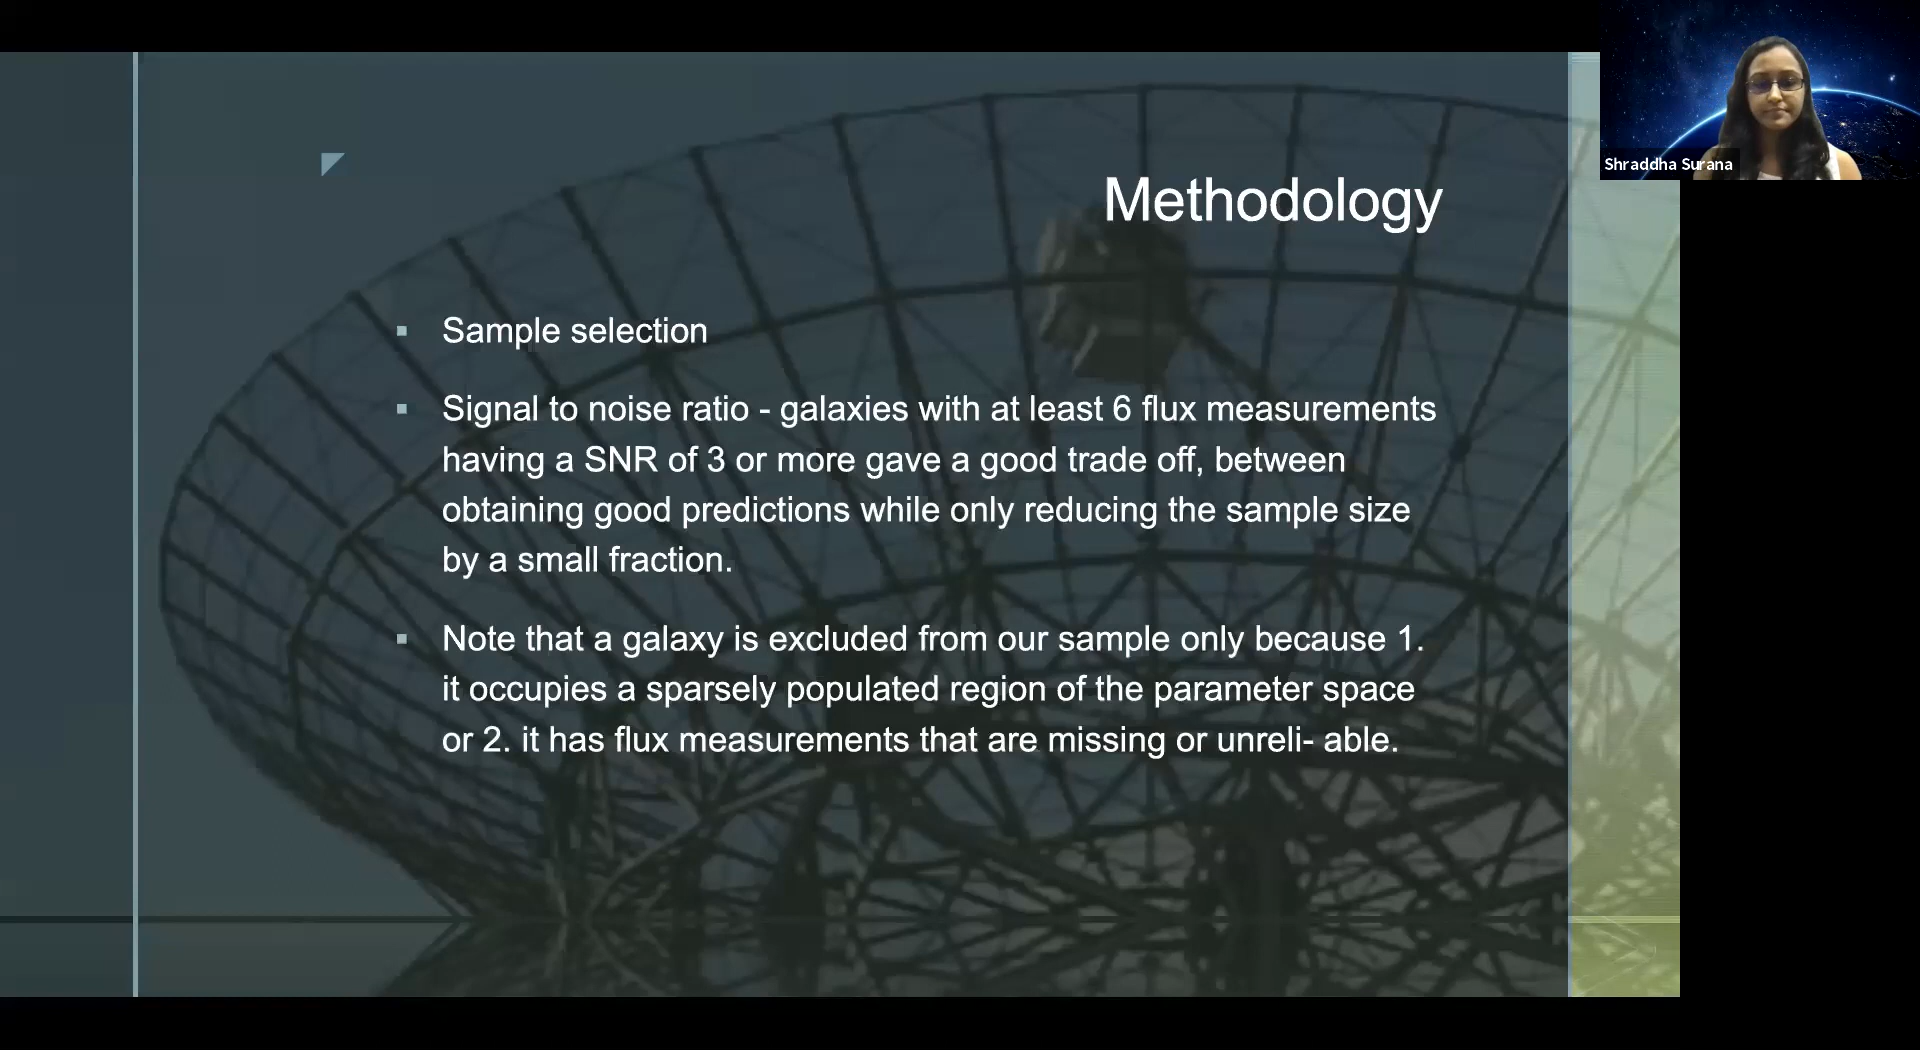 Shraddha Surana
Methodology
Sample selection
Signal to noise ratio - galaxies with at least 6 flux measurements
having a SNR of 3 or more gave a good trade off, between
obtaining good predictions while only reducing the sample size
by a small fraction.
Note that a galaxy is excluded from our sample only because 1.
it occupies a sparsely populated region of the parameter space
or 2. it has flux measurements that are missing or unreli- able.